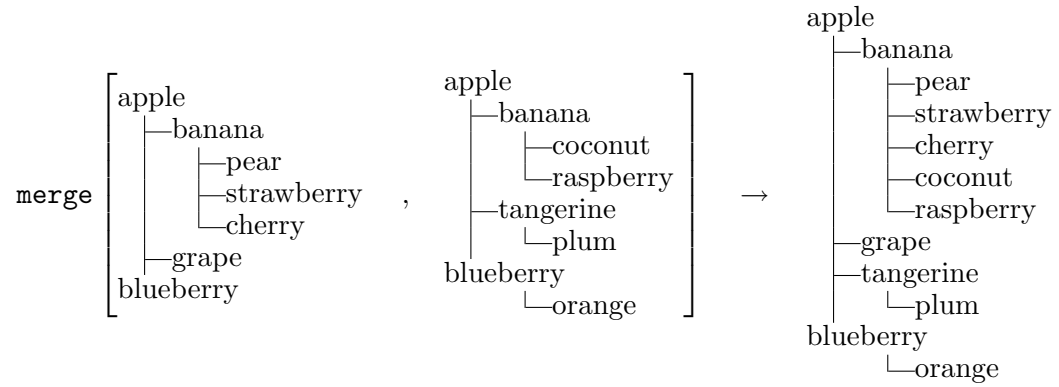 merge
apple
banana
pear
strawberry
cherry
grape
blueberry
,
apple
banana
coconut
raspberry
tangerine
plum
blueberry
orange
→
apple
banana
pear
strawberry
cherry
coconut
raspberry
grape
tangerine
plum
blueberry
orange